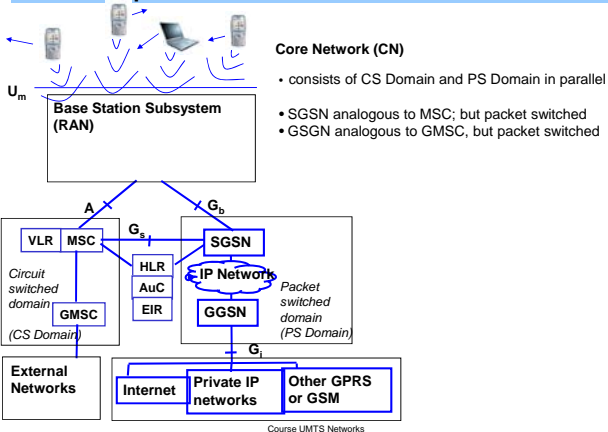 Core Network (CN)
• consists of CS Domain and PS Domain in parallel
• SGSN analogous to MSC; but packet switched
• GSGN analogous to GMSC, but packet switched
Um
Base Station Subsystem
(RAN)
A
Gb
Gs
VLR
MSC
SGSN
HLR
AuC
EIR
IP Network
Circuit
switched
domain
(CS Domain)
GMSC
GGSN
Packet
switched
domain
(PS Domain)
Gi
External
Networks
Internet
Private IP
networks
Other GPRS
or GSM
Course UMTS Networks